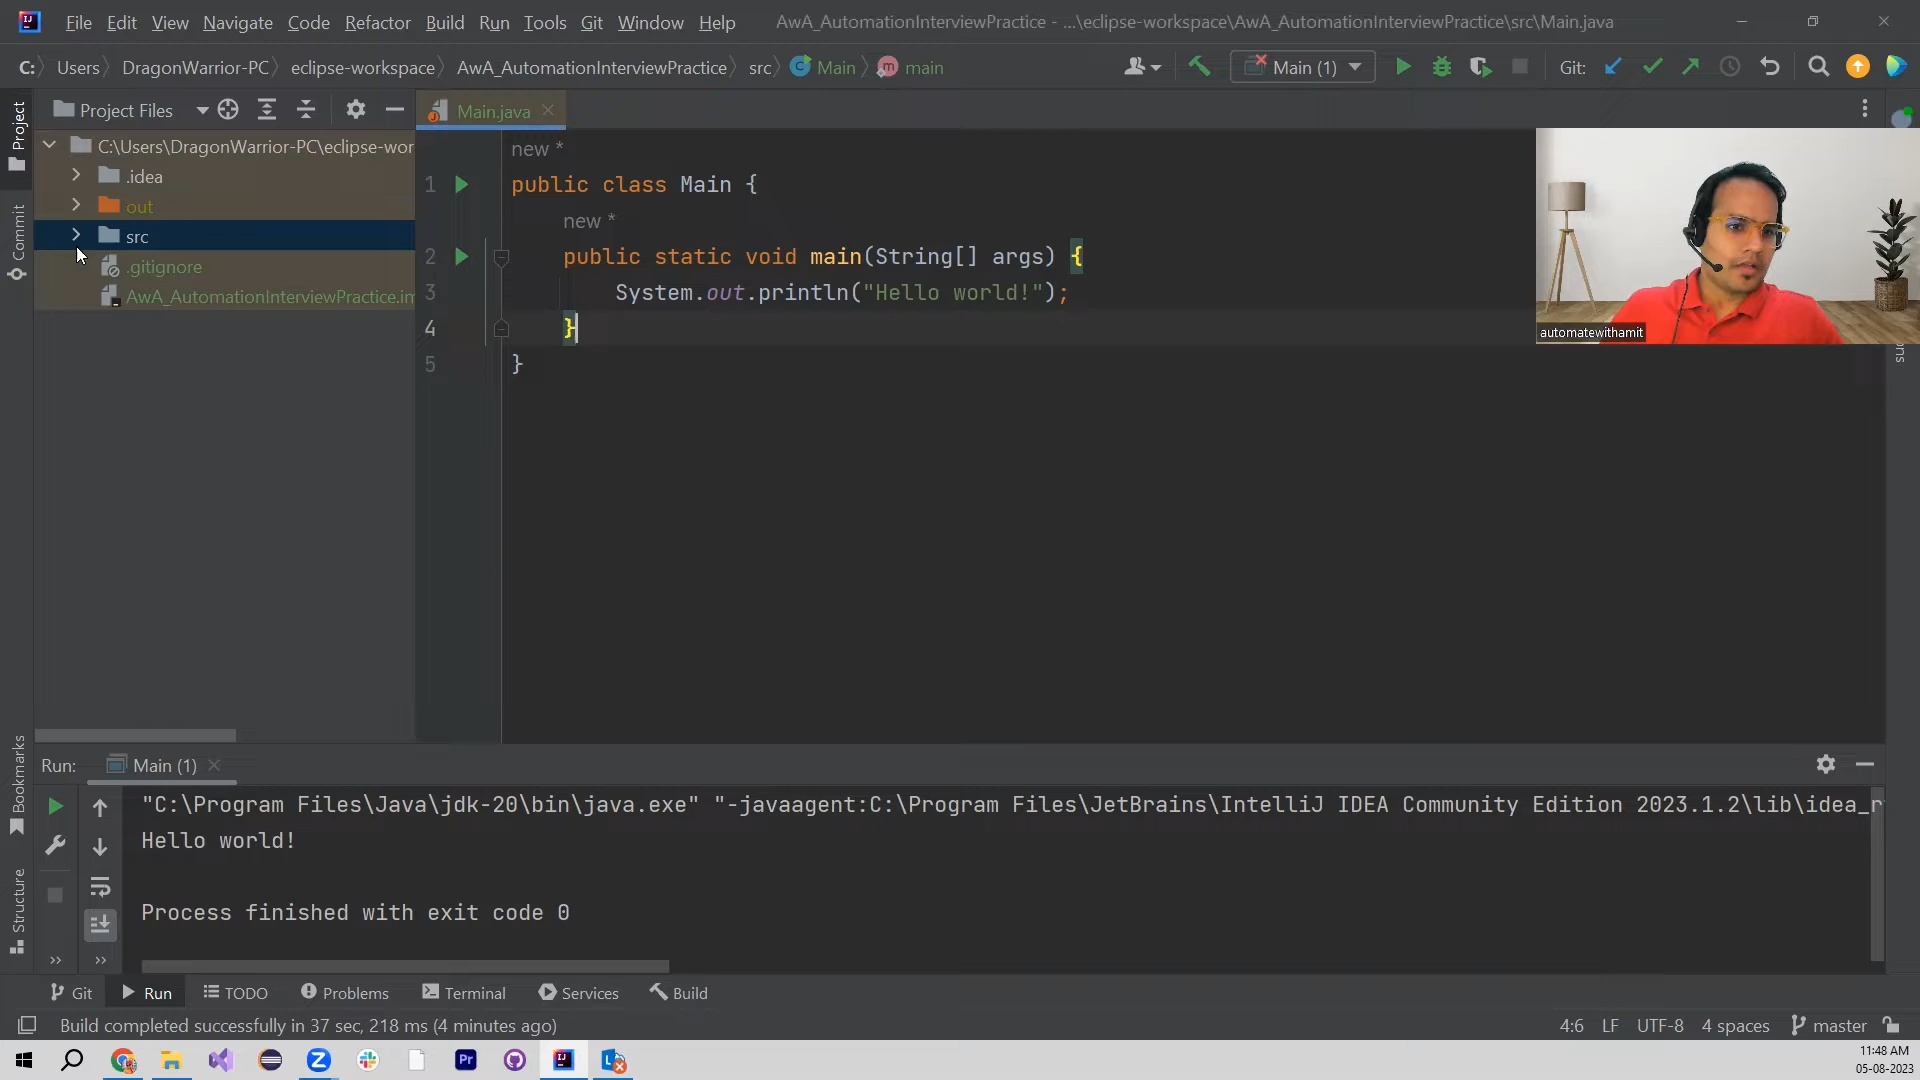 File Edit View Navigate Code Refactor Build Run Tools Git Window Help AwA_AutomationInterviewPractice - ...\eclipse-workspace\AwA_AutomationInterviewPractice\src\Main.java
C: Users DragonWarrior-PC eclipse-workspace AwA_AutomationInterviewPractice src Main main Main (1) Git:
Project Files Main.java
Project
C:\Users\DragonWarrior-PC\eclipse-wor
.idea
out
src
.gitignore
AwA_AutomationInterviewPractice.im
Commit
new *
1 public class Main {
new *
2 public static void main(String[] args) {
3 System.out.println("Hello world!");
4 }
5 }
automatewithamit
Bookmarks
Structure
Run: Main (1)
"C:\Program Files\Java\jdk-20\bin\java.exe" "-javaagent:C:\Program Files\JetBrains\IntelliJ IDEA Community Edition 2023.1.2\lib\idea_r
Hello world!
Process finished with exit code 0
Git Run TODO Problems Terminal Services Build
Build completed successfully in 37 sec, 218 ms (4 minutes ago) 4:6 LF UTF-8 4 spaces master
11:48 AM
05-08-2023